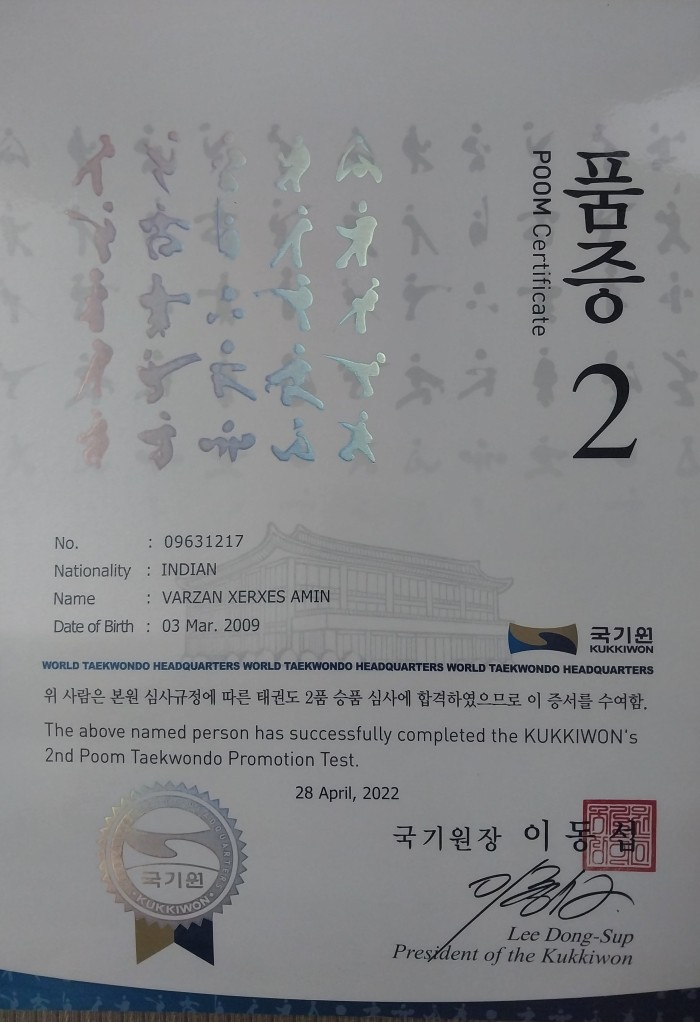 품증
POOM Certificate
2
No. : 09631217
Nationality : INDIAN
Name : VARZAN XERXES AMIN
Date of Birth : 03 Mar. 2009
국기원
KUKKIWON
WORLD TAEKWONDO HEADQUARTERS WORLD TAEKWONDO HEADQUARTERS WORLD TAEKWONDO HEADQUARTERS
위 사람은 본원 심사규정에 따른 태권도 2품 승품 심사에 합격하였으므로 이 증서를 수여함.
The above named person has successfully completed the KUKKIWON's
2nd Poom Taekwondo Promotion Test.
28 April, 2022
국기원장 이동섭
Lee Dong-Sup
President of the Kukkiwon
국기원
KUKKIWON